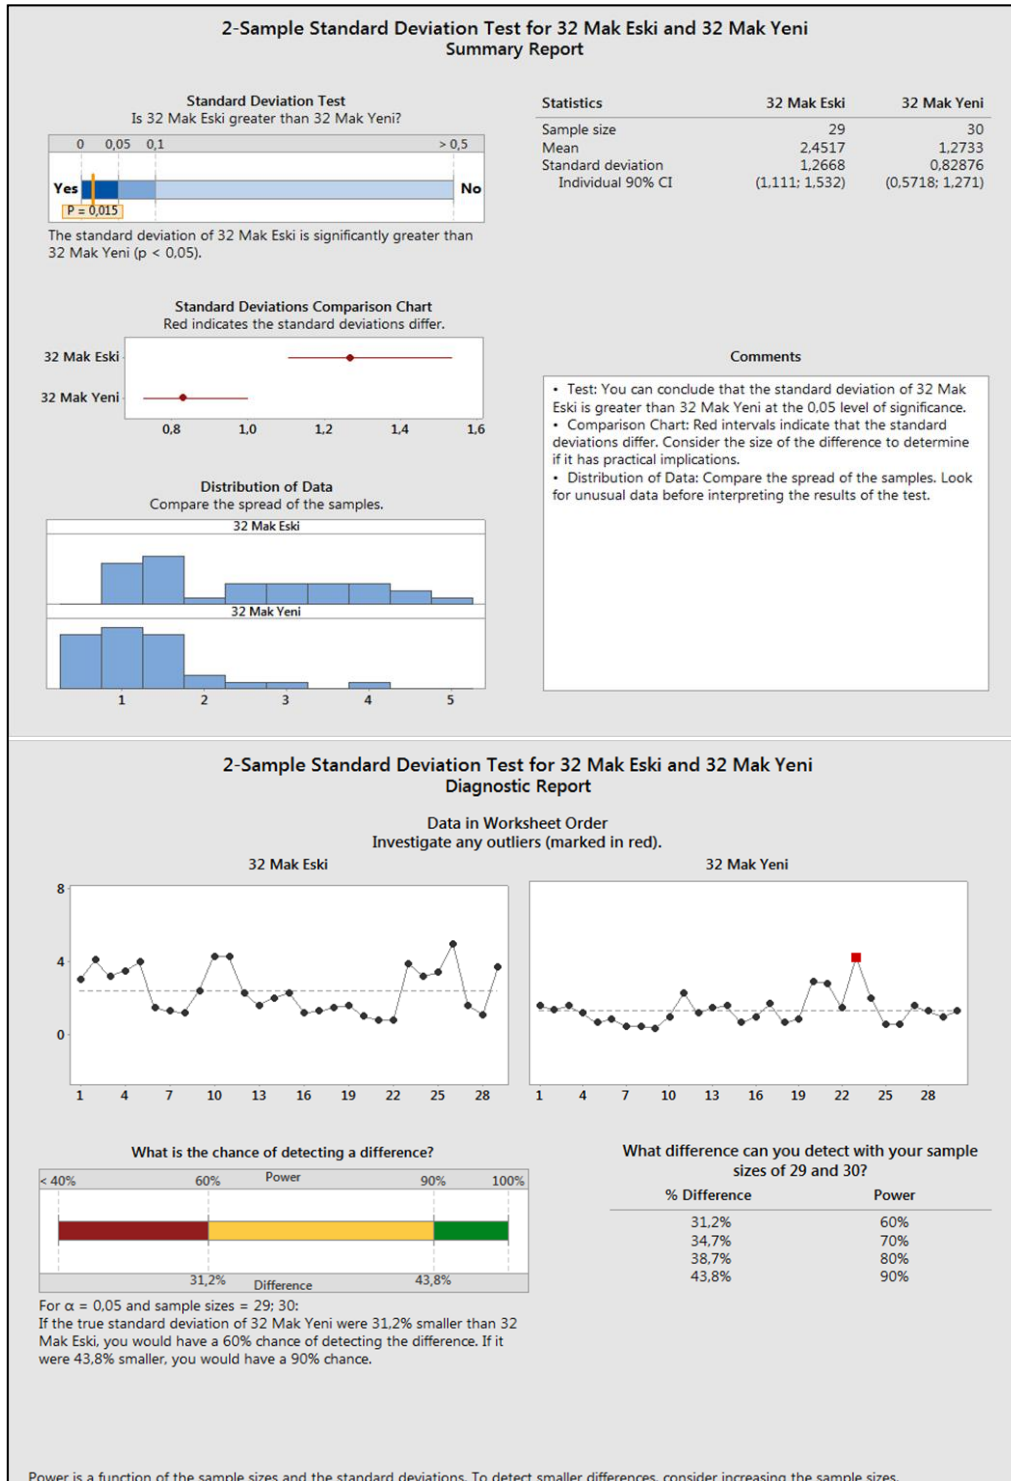 2-Sample Standard Deviation Test for 32 Mak Eski and 32 Mak Yeni
Summary Report
Standard Deviation Test
Is 32 Mak Eski greater than 32 Mak Yeni?
0 0,05 0,1 > 0,5
Yes No
P = 0,015
The standard deviation of 32 Mak Eski is significantly greater than
32 Mak Yeni (p < 0,05).
Statistics 32 Mak Eski 32 Mak Yeni
Sample size 29 30
Mean 2,4517 1,2733
Standard deviation 1,2668 0,82876
Individual 90% CI (1,111; 1,532) (0,5718; 1,271)
Standard Deviations Comparison Chart
Red indicates the standard deviations differ.
32 Mak Eski
32 Mak Yeni
0,8 1,0 1,2 1,4 1,6
Distribution of Data
Compare the spread of the samples.
32 Mak Eski
32 Mak Yeni
1 2 3 4 5
Comments
• Test: You can conclude that the standard deviation of 32 Mak
Eski is greater than 32 Mak Yeni at the 0,05 level of significance.
• Comparison Chart: Red intervals indicate that the standard
deviations differ. Consider the size of the difference to determine
if it has practical implications.
• Distribution of Data: Compare the spread of the samples. Look
for unusual data before interpreting the results of the test.
2-Sample Standard Deviation Test for 32 Mak Eski and 32 Mak Yeni
Diagnostic Report
Data in Worksheet Order
Investigate any outliers (marked in red).
32 Mak Eski 32 Mak Yeni
8
4
0
1 4 7 10 13 16 19 22 25 28
1 4 7 10 13 16 19 22 25 28
What is the chance of detecting a difference?
< 40% 60% Power 90% 100%
31,2% Difference 43,8%
For α = 0,05 and sample sizes = 29; 30:
If the true standard deviation of 32 Mak Yeni were 31,2% smaller than 32
Mak Eski, you would have a 60% chance of detecting the difference. If it
were 43,8% smaller, you would have a 90% chance.
What difference can you detect with your sample
sizes of 29 and 30?
% Difference Power
31,2% 60%
34,7% 70%
38,7% 80%
43,8% 90%
Power is a function of the sample sizes and the standard deviations. To detect smaller differences, consider increasing the sample sizes.